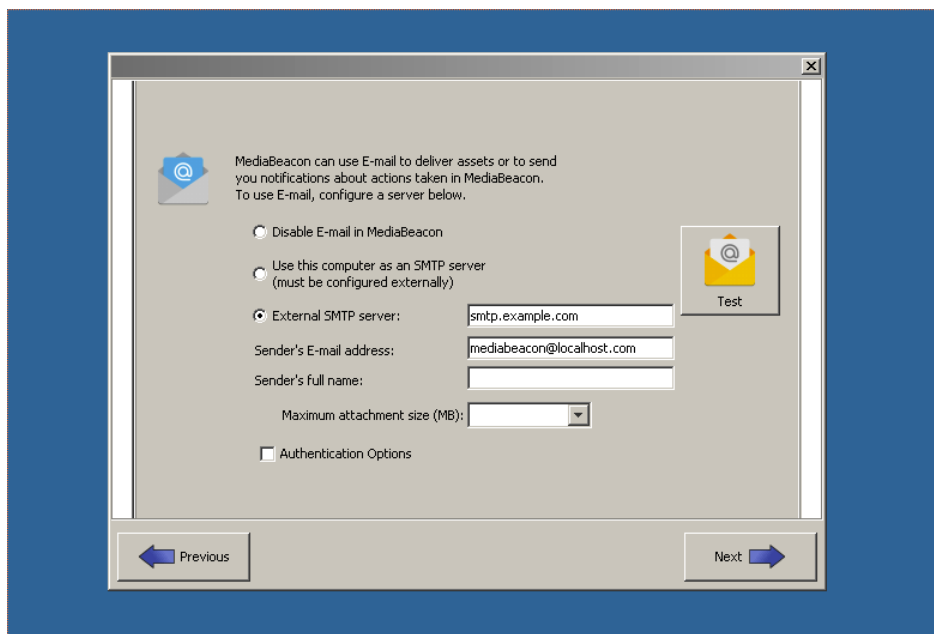 MediaBeacon can use E-mail to deliver assets or to send
you notifications about actions taken in MediaBeacon.
To use E-mail, configure a server below.
Disable E-mail in MediaBeacon
Use this computer as an SMTP server
(must be configured externally)
Test
External SMTP server: smtp.example.com
Sender's E-mail address: mediabeacon@localhost.com
Sender's full name:
Maximum attachment size (MB):
Authentication Options
Previous
Next